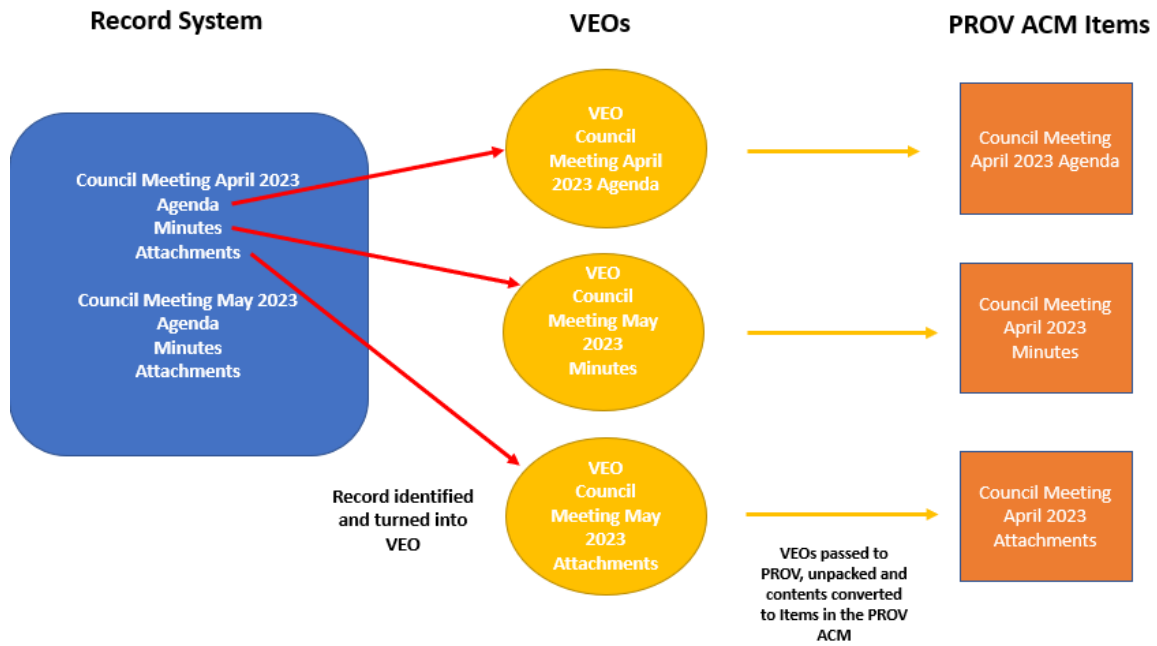 Record System
VEOs
PROV ACM Items
Council Meeting April 2023
Agenda
Minutes
Attachments
Council Meeting May 2023
Agenda
Minutes
Attachments
VEO
Council
Meeting April
2023 Agenda
VEO
Council
Meeting May
2023
Minutes
VEO
Council
Meeting May
2023
Attachments
Council Meeting
April 2023 Agenda
Council Meeting
April 2023
Minutes
Council Meeting
April 2023
Attachments
Record identified
and turned into
VEO
VEOs passed to
PROV, unpacked and
contents converted
to Items in the PROV
ACM